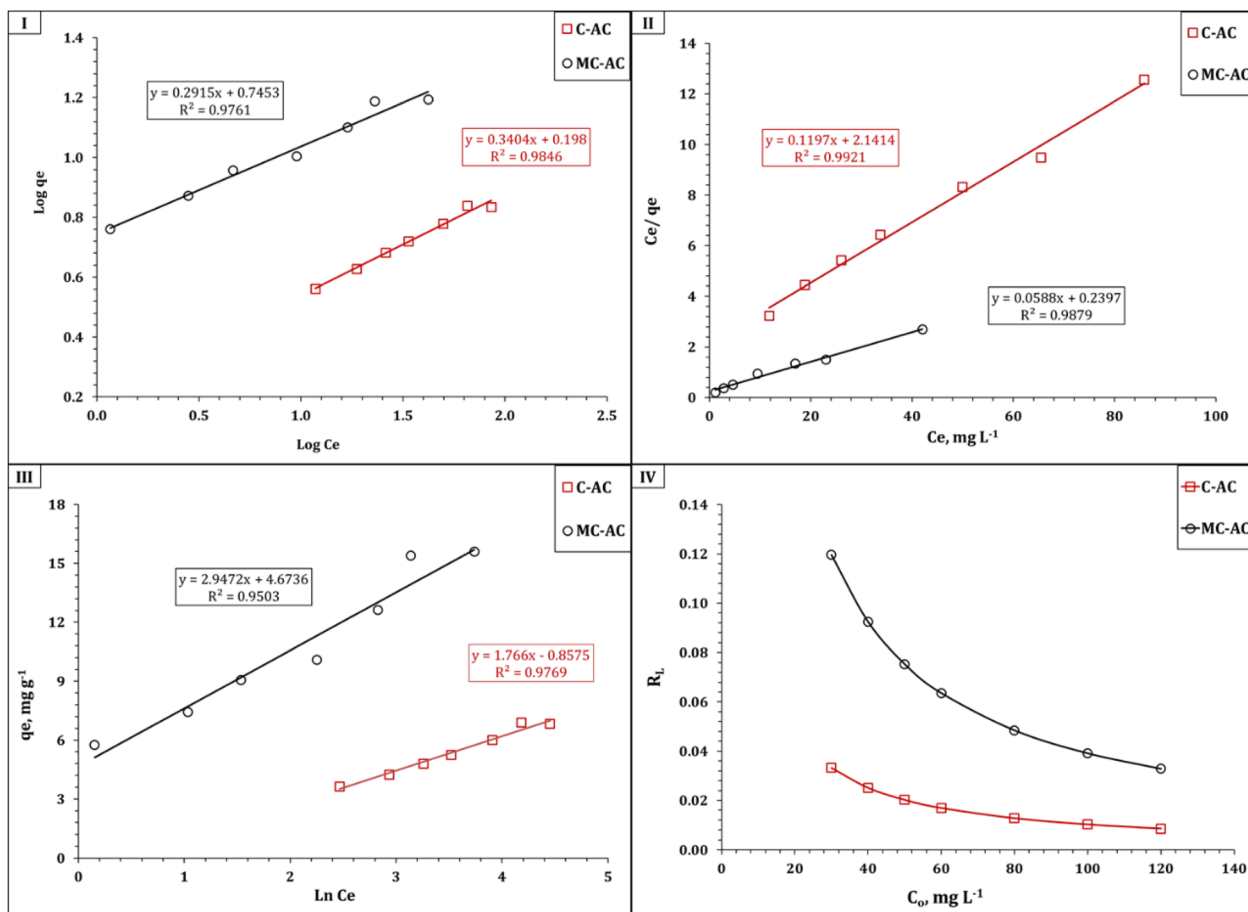 I
C-AC
MC-AC
y = 0.2915x + 0.7453
R² = 0.9761
y = 0.3404x + 0.198
R² = 0.9846
Log qe
1.4
1.2
1.0
0.8
0.6
0.4
0.2
0.0 0.5 1.0 1.5 2.0 2.5
Log Ce
II
C-AC
MC-AC
y = 0.1197x + 2.1414
R² = 0.9921
y = 0.0588x + 0.2397
R² = 0.9879
Ce/ qe
14
12
10
8
6
4
2
0
0 20 40 60 80 100
Ce, mg L⁻¹
III
C-AC
MC-AC
y = 2.9472x + 4.6736
R² = 0.9503
y = 1.766x - 0.8575
R² = 0.9769
qe, mg g⁻¹
18
15
12
9
6
3
0
0 1 2 3 4 5
Ln Ce
IV
C-AC
MC-AC
R_L
0.14
0.12
0.10
0.08
0.06
0.04
0.02
0.00
0 20 40 60 80 100 120 140
Cₒ, mg L⁻¹